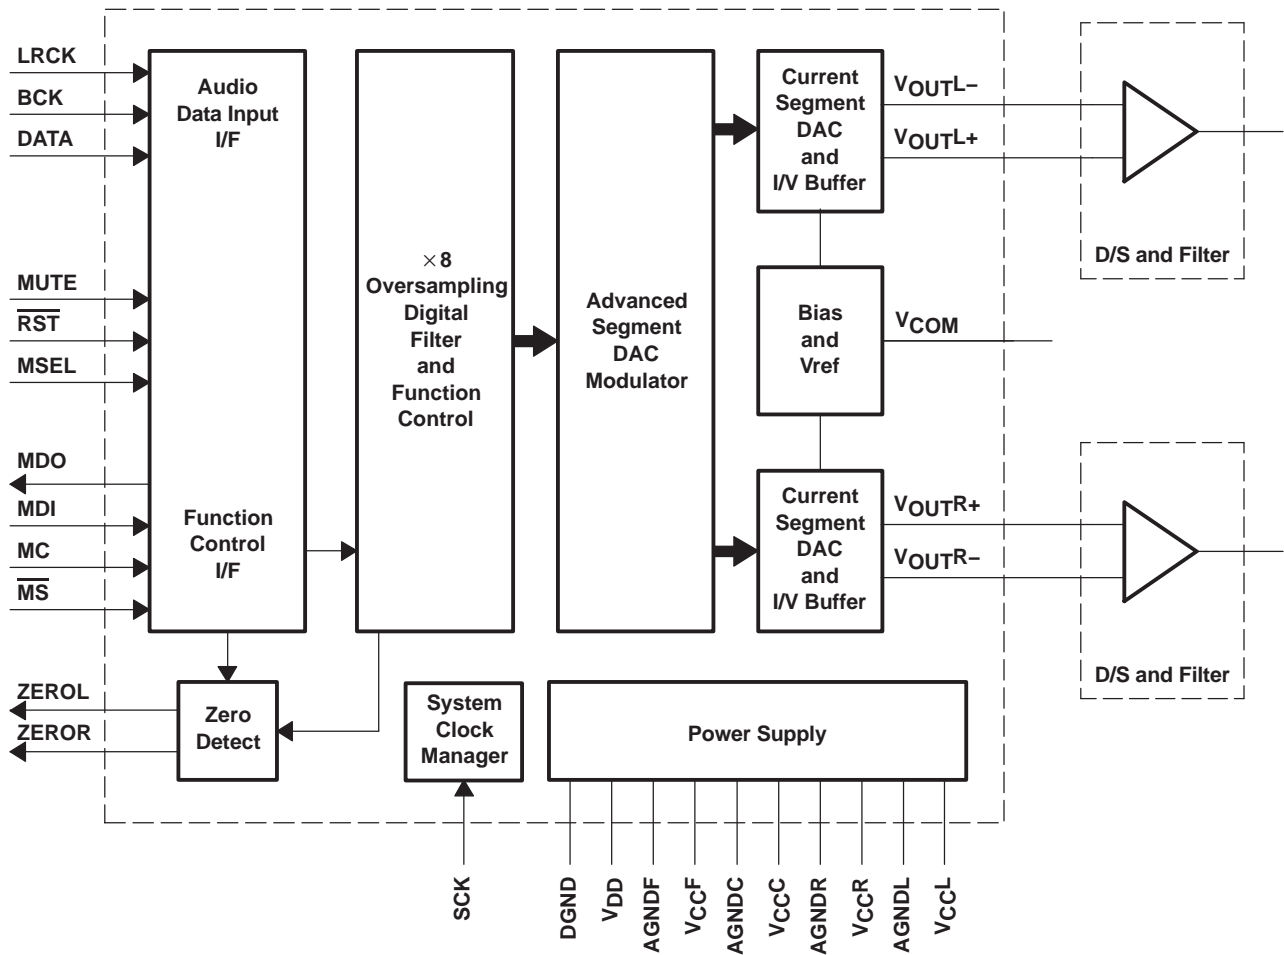 LRCK
BCK
DATA
MUTE
RST
MSEL
MDO
MDI
MC
MS
ZEROL
ZEROR
Audio
Data Input
I/F
Function
Control
I/F
×8
Oversampling
Digital
Filter
and
Function
Control
Advanced
Segment
DAC
Modulator
Current
Segment
DAC
and
I/V Buffer
Bias
and
Vref
Current
Segment
DAC
and
I/V Buffer
VOUTL–
VOUTL+
VCOM
VOUTR+
VOUTR–
D/S and Filter
D/S and Filter
Zero
Detect
System
Clock
Manager
Power Supply
SCK
DGND
VDD
AGNDF
VCCF
AGNDC
VCCC
AGNDR
VCCR
AGNDL
VCCL